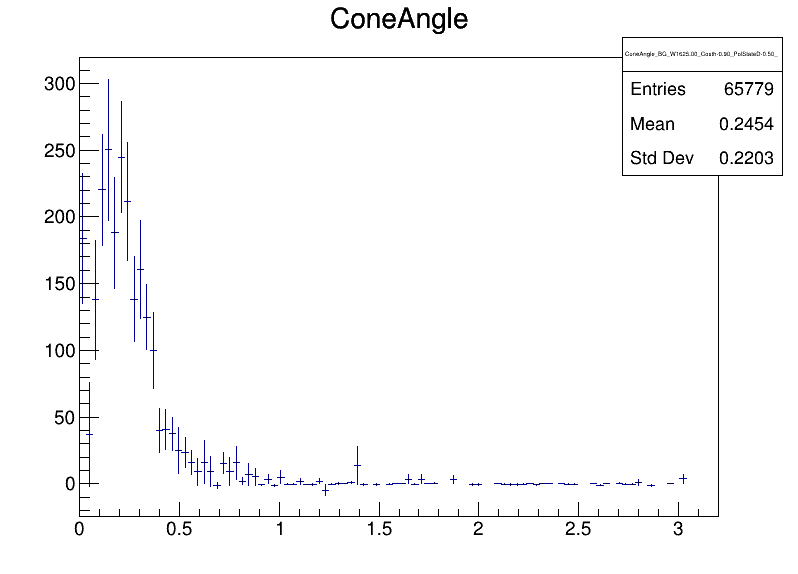 ConeAngle
ConeAngle_BG_W1625.00_Costh-0.90_PolStateD-0.50_
Entries 65779
Mean 0.2454
Std Dev 0.2203
300
250
200
150
100
50
0
0 0.5 1 1.5 2 2.5 3